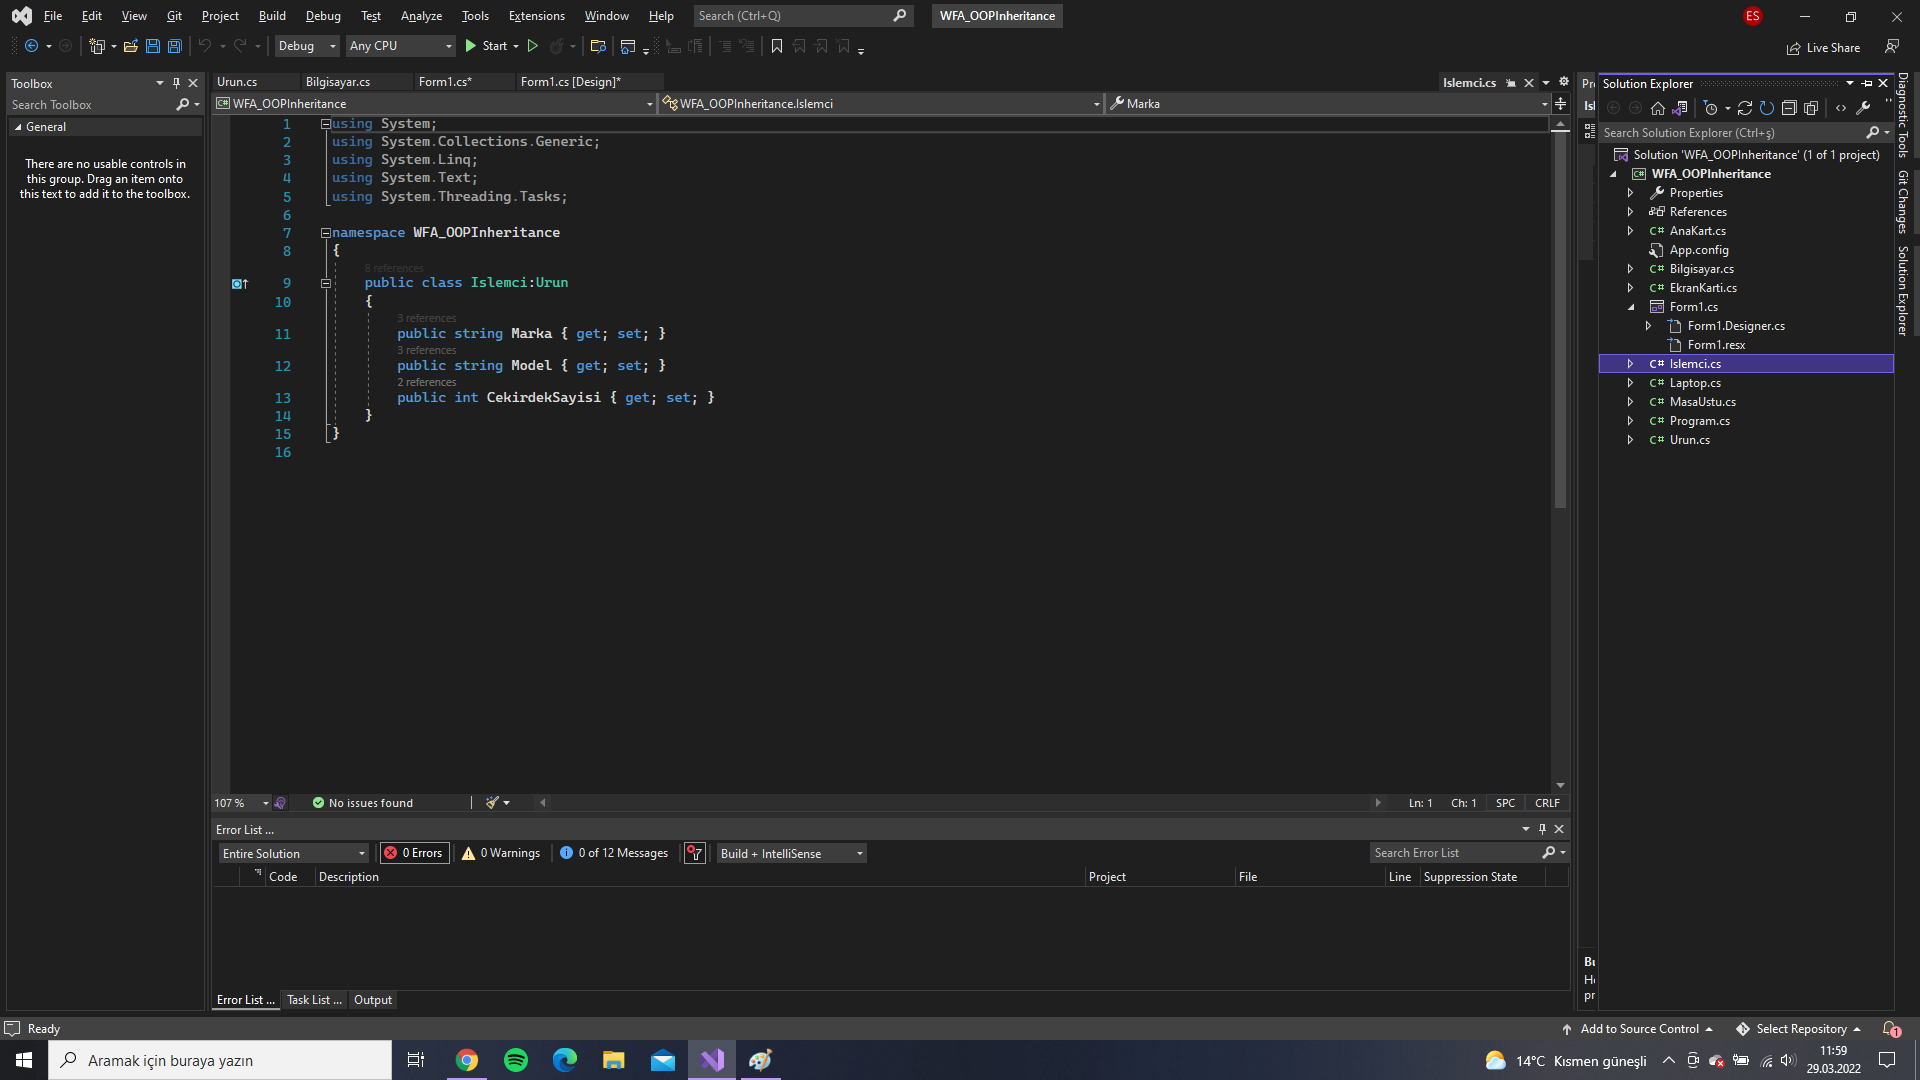 File Edit View Git Project Build Debug Test Analyze Tools Extensions Window Help Search (Ctrl+Q) WFA_OOPInheritance ES
Debug Any CPU Start Live Share
Toolbox
Search Toolbox
General
There are no usable controls in
this group. Drag an item onto
this text to add it to the toolbox.
Urun.cs Bilgisayar.cs Form1.cs* Form1.cs [Design]* Islemci.cs
WFA_OOPInheritance WFA_OOPInheritance.Islemci Marka
1 using System;
2 using System.Collections.Generic;
3 using System.Linq;
4 using System.Text;
5 using System.Threading.Tasks;
6
7 namespace WFA_OOPInheritance
8 {
8 references
9 public class Islemci:Urun
10 {
3 references
11 public string Marka { get; set; }
3 references
12 public string Model { get; set; }
2 references
13 public int CekirdekSayisi { get; set; }
14 }
15 }
16
107 % No issues found Ln: 1 Ch: 1 SPC CRLF
Error List ...
Entire Solution 0 Errors 0 Warnings 0 of 12 Messages Build + IntelliSense Search Error List
Code Description Project File Line Suppression State
Error List ... Task List ... Output
Pr
Isl
Bu
Ho
pr
Solution Explorer
Search Solution Explorer (Ctrl+ş)
Solution 'WFA_OOPInheritance' (1 of 1 project)
C# WFA_OOPInheritance
Properties
References
C# AnaKart.cs
App.config
C# Bilgisayar.cs
C# EkranKarti.cs
Form1.cs
Form1.Designer.cs
Form1.resx
C# Islemci.cs
C# Laptop.cs
C# MasaUstu.cs
C# Program.cs
C# Urun.cs
Diagnostic Tools
Git Changes
Solution Explorer
Ready Add to Source Control Select Repository 1
Aramak için buraya yazın 14°C Kısmen güneşli 11:59
29.03.2022